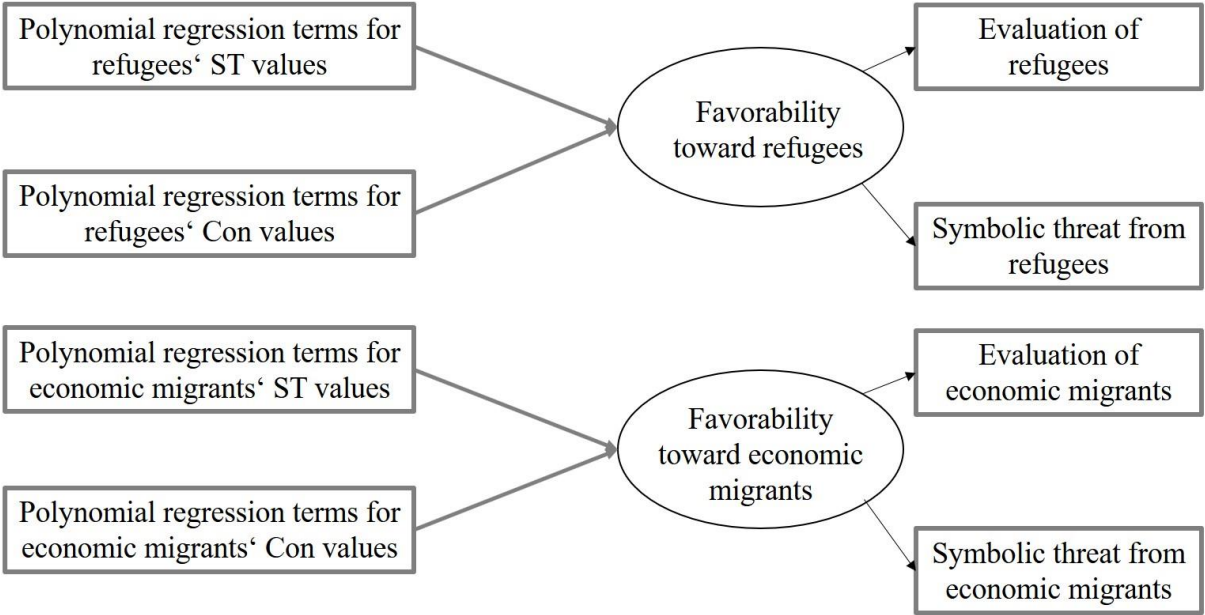 Polynomial regression terms for
refugees‘ ST values
Polynomial regression terms for
refugees‘ Con values
Favorability
toward refugees
Evaluation of
refugees
Symbolic threat from
refugees
Polynomial regression terms for
economic migrants‘ ST values
Polynomial regression terms for
economic migrants‘ Con values
Favorability
toward economic
migrants
Evaluation of
economic migrants
Symbolic threat from
economic migrants